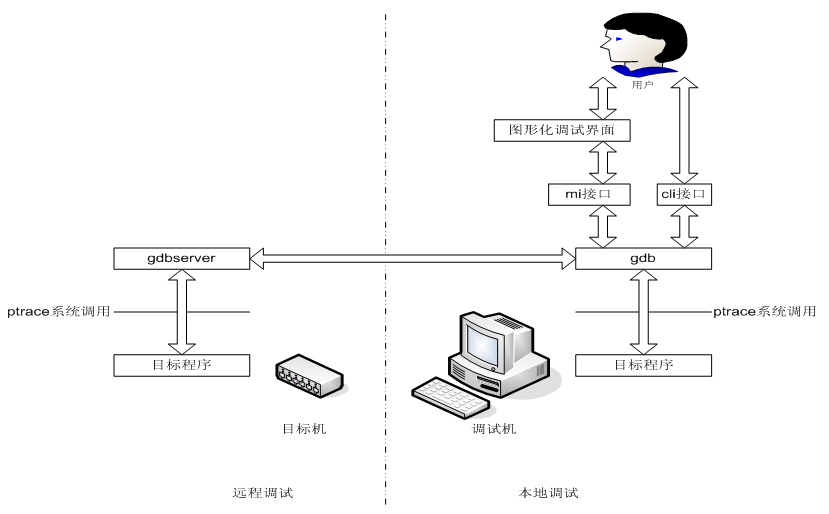 用户
图形化调试界面
mi接口
cli接口
gdbserver
gdb
ptrace系统调用
ptrace系统调用
目标程序
目标程序
目标机
调试机
远程调试
本地调试